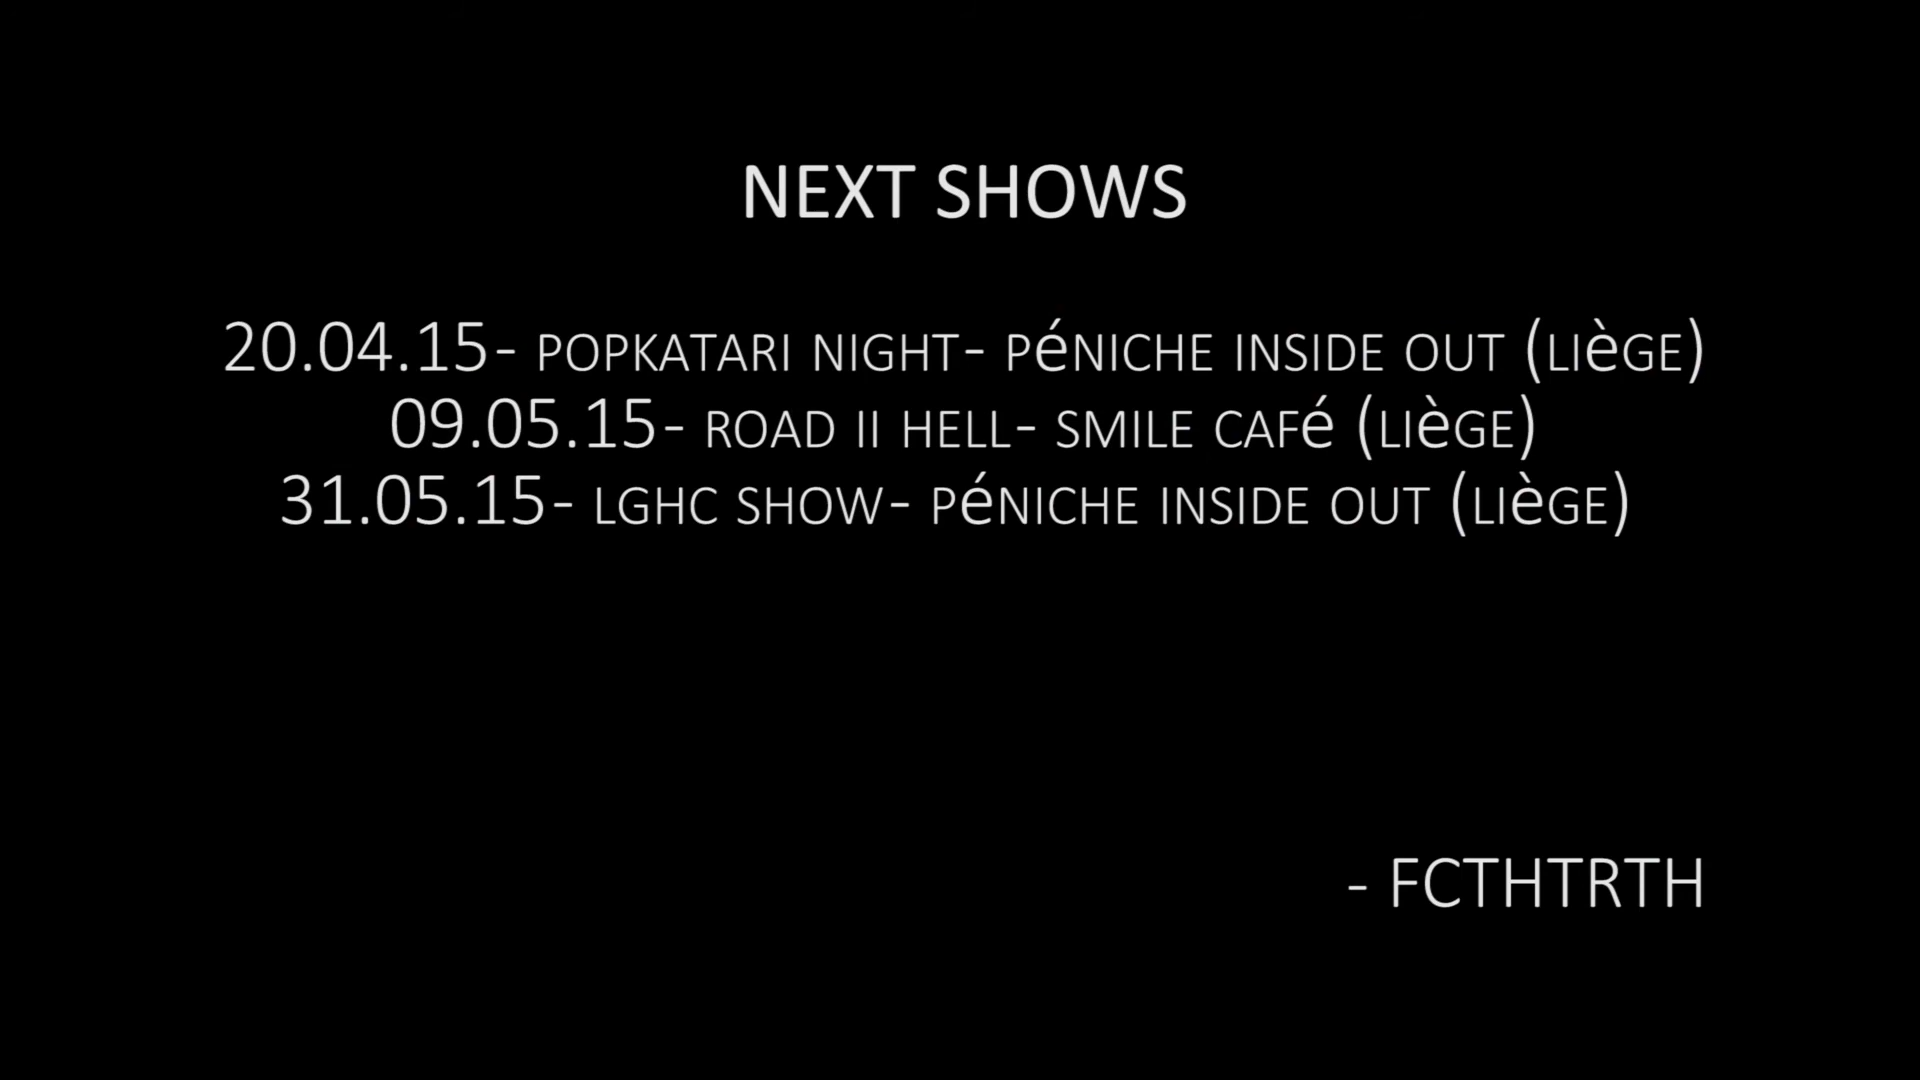 NEXT SHOWS
20.04.15- POPKATARI NIGHT- PéNICHE INSIDE OUT (LIèGE)
09.05.15- ROAD II HELL- SMILE CAFé (LIèGE)
31.05.15- LGHC SHOW- PéNICHE INSIDE OUT (LIèGE)
- FCTHTRTH